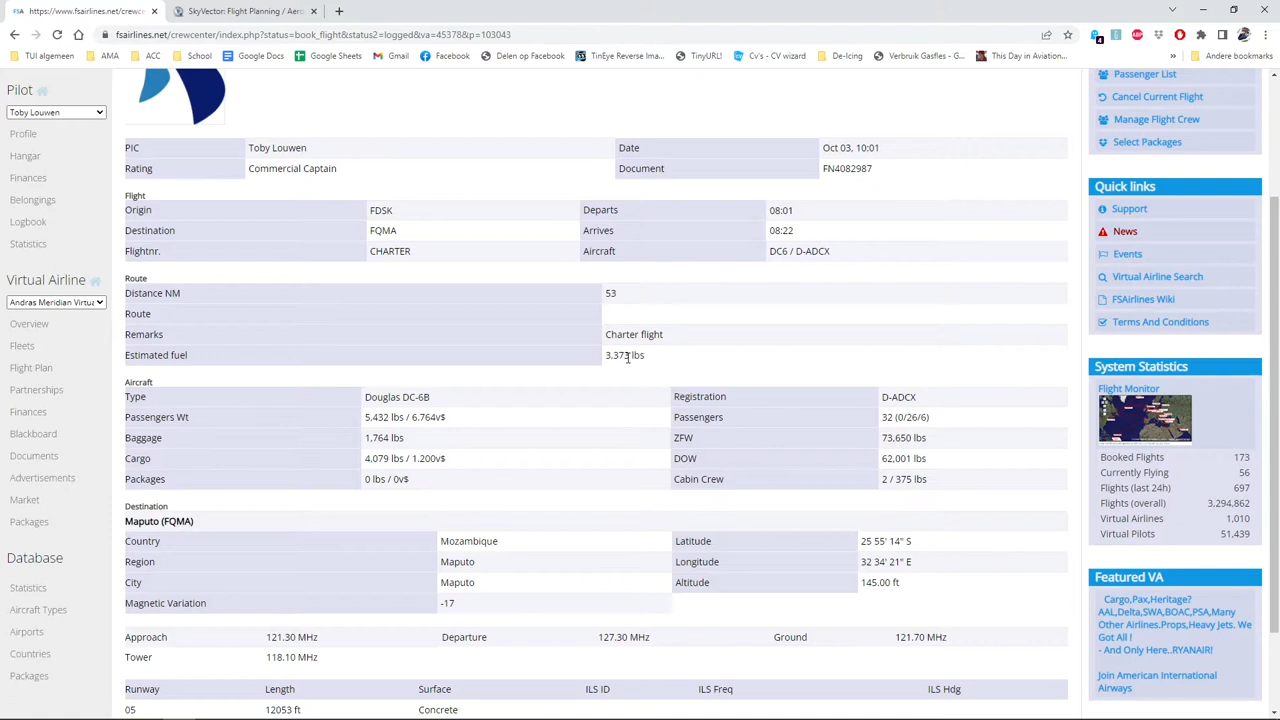 https://www.fsairlines.net/crewcen
SkyVector: Flight Planning / Aero
fsairlines.net/crewcenter/index.php?status=book_flight&status2=logged&va=45378&p=103043
TUI algemeen
AMA
School
Google Docs
Google Sheets
Gmail
Facebook
Delen op Facebook
TinEye Reverse Ima...
TinyURL!
Cv's - CV wizard
De-Icing
Verbruik Gasfles - G...
This Day in Aviation...
»
Andere bookmarks
Pilot
Toby Louwen
Profile
Hangar
Finances
Belongings
Logbook
Statistics
Virtual Airline
Andras Meridian Virtua
Overview
Fleets
Flight Plan
Partnerships
Finances
Blackboard
Documents
Advertisements
Market
Packages
Database
Statistics
Aircraft Types
Airports
Countries
Packages
PIC Toby Louwen Date Oct 03, 10:01
Rating Commercial Captain Document FN4082987
Flight
Origin FDSK Departs 08:01
Destination FQMA Arrives 08:22
Flightnr. CHARTER Aircraft DC6 / D-ADCX
Route
Distance NM 53
Route
Remarks Charter flight
Estimated fuel 3,373 lbs
Aircraft
Type Douglas DC-6B Registration D-ADCX
Passengers Wt 5.432 lbs / 6.764v$ Passengers 32 (0/26/6)
Baggage 1,764 lbs ZFW 73,650 lbs
Cargo 4,079 lbs / 1,200v$ DOW 62,001 lbs
Packages 0 lbs / 0v$ Cabin Crew 2 / 375 lbs
Destination
Maputo (FQMA)
Country Mozambique Latitude 25 55' 14" S
Region Maputo Longitude 32 34' 21" E
City Maputo Altitude 145.00 ft
Magnetic Variation -17
Approach 121.30 MHz Departure 127.30 MHz Ground 121.70 MHz
Tower 118.10 MHz
Runway Length Surface ILS ID ILS Freq ILS Hdg
05 12053 ft Concrete
Passenger List
Cancel Current Flight
Manage Flight Crew
Select Packages
Quick links
Support
News
Events
Virtual Airline Search
FSAirlines Wiki
Terms And Conditions
System Statistics
Flight Monitor
Booked Flights 173
Currently Flying 56
Flights (last 24h) 697
Flights (overall) 3,294,862
Virtual Airlines 1,010
Virtual Pilots 51,439
Featured VA
Cargo,Pax,Heritage?
AAL,Delta,SWA,BOAC,PSA,Many
Other Airlines.Props,Heavy Jets. We
Got All !
- And Only Here..RYANAIR!
Join American International
Airways